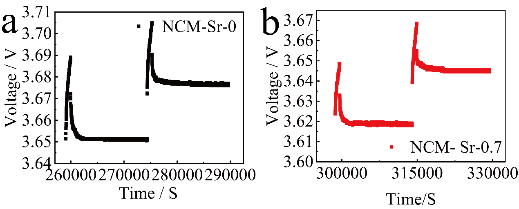 a
NCM-Sr-0
Voltage / V
3.71
3.70
3.69
3.68
3.67
3.66
3.65
3.64
260000 270000 280000 290000
Time / S
b
NCM- Sr-0.7
Voltage / V
3.67
3.66
3.65
3.64
3.63
3.62
3.61
3.60
300000 315000 330000
Time/S